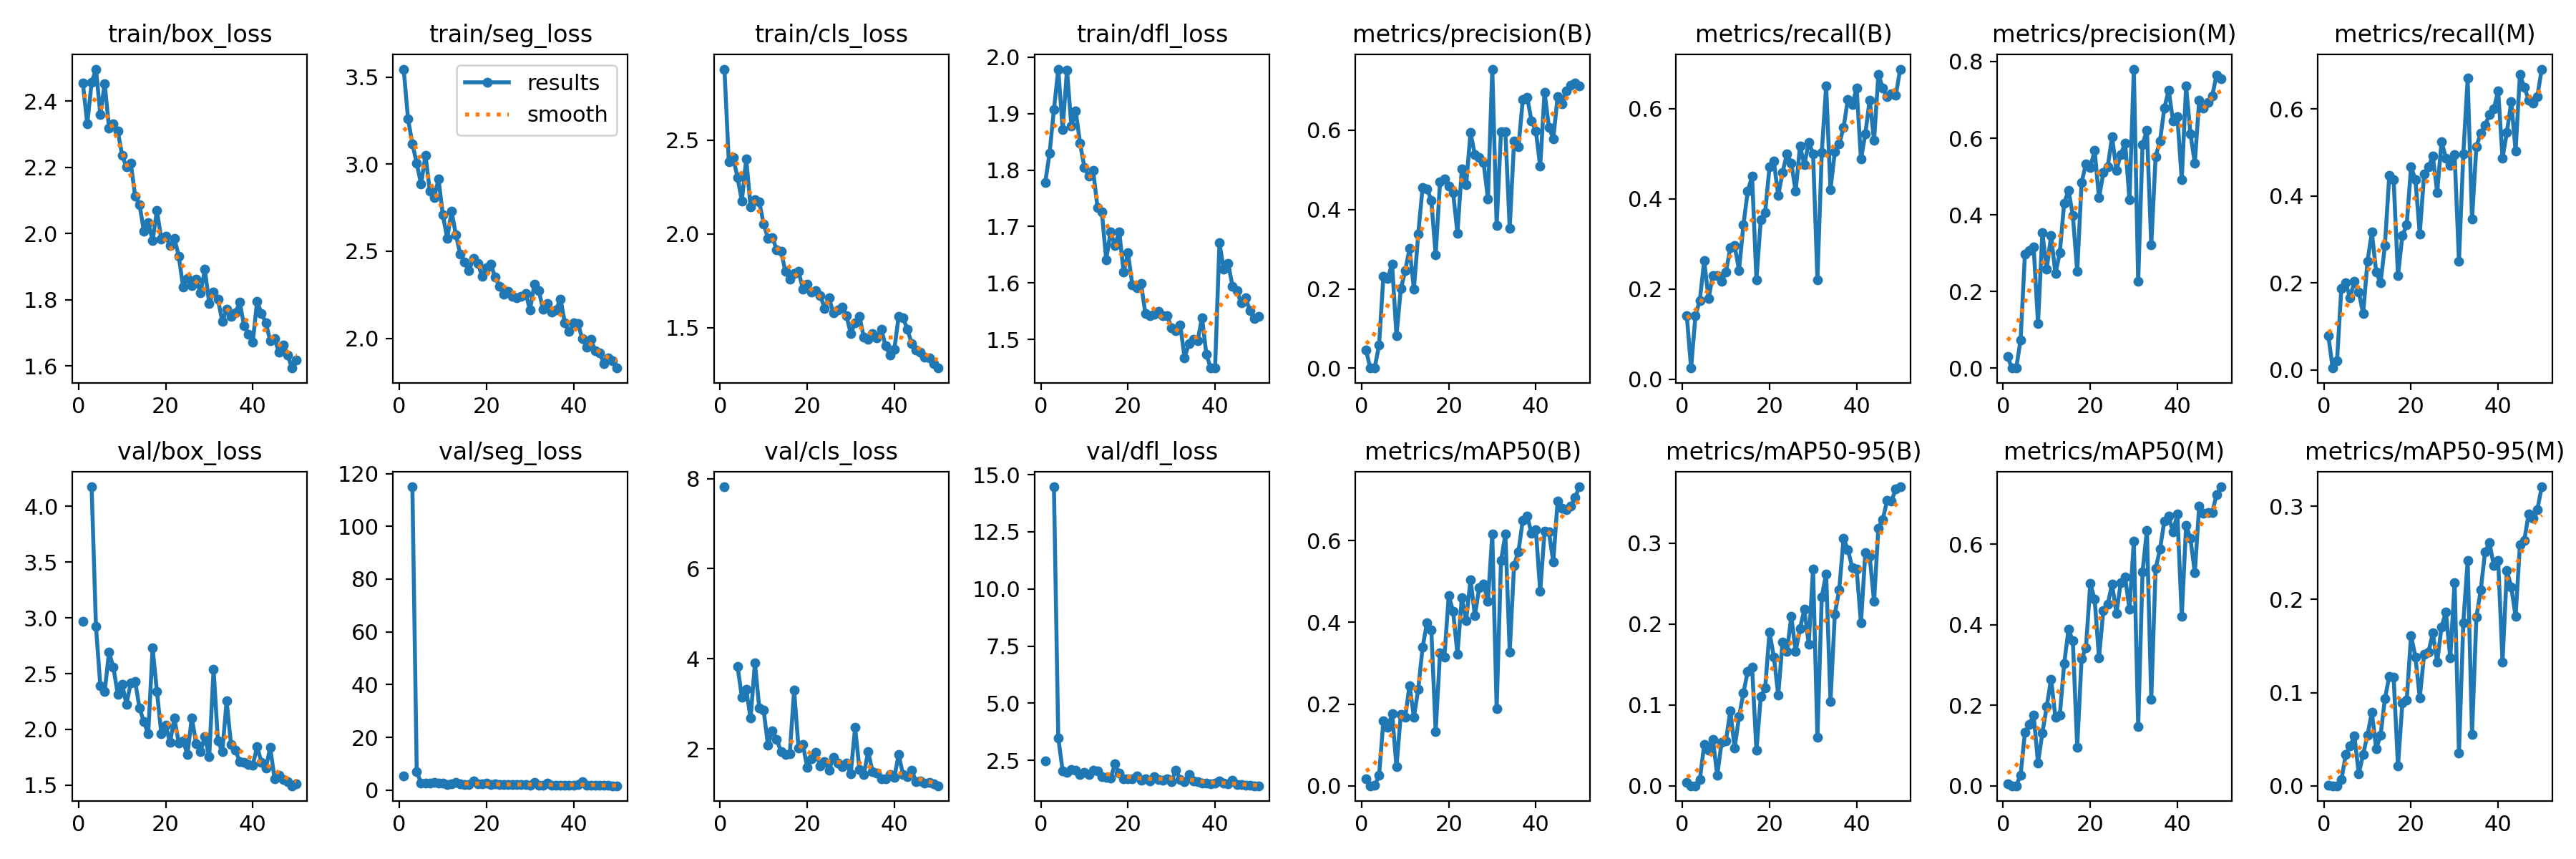 train/box_loss
2.4
2.2
2.0
1.8
1.6
0 20 40
train/seg_loss
results
smooth
3.5
3.0
2.5
2.0
0 20 40
train/cls_loss
2.5
2.0
1.5
0 20 40
train/dfl_loss
2.0
1.9
1.8
1.7
1.6
1.5
0 20 40
metrics/precision(B)
0.6
0.4
0.2
0.0
0 20 40
metrics/recall(B)
0.6
0.4
0.2
0.0
0 20 40
metrics/precision(M)
0.8
0.6
0.4
0.2
0.0
0 20 40
metrics/recall(M)
0.6
0.4
0.2
0.0
0 20 40
val/box_loss
4.0
3.5
3.0
2.5
2.0
1.5
0 20 40
val/seg_loss
120
100
80
60
40
20
0
0 20 40
val/cls_loss
8
6
4
2
0 20 40
val/dfl_loss
15.0
12.5
10.0
7.5
5.0
2.5
0 20 40
metrics/mAP50(B)
0.6
0.4
0.2
0.0
0 20 40
metrics/mAP50-95(B)
0.3
0.2
0.1
0.0
0 20 40
metrics/mAP50(M)
0.6
0.4
0.2
0.0
0 20 40
metrics/mAP50-95(M)
0.3
0.2
0.1
0.0
0 20 40